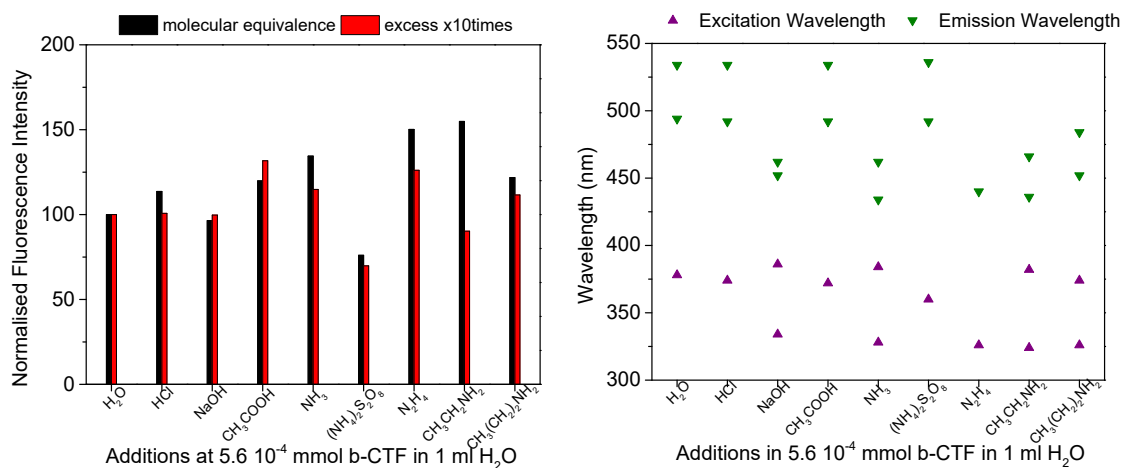 molecular equivalence excess x10times
Normalised Fluorescence Intensity
200
150
100
50
0
H₂O
HCl
NaOH
CH₃COOH
NH₃
(NH₄)₂S₂O₈
N₂H₄
CH₃CH₂NH₂
CH₃(CH₂)₂NH₂
Additions at 5.6 10⁻⁴ mmol b-CTF in 1 ml H₂O
Excitation Wavelength Emission Wavelength
Wavelength (nm)
550
500
450
400
350
300
H₂O
HCl
NaOH
CH₃COOH
NH₃
(NH₄)₂S₂O₈
N₂H₄
CH₃CH₂NH₂
CH₃(CH₂)₂NH₂
Additions in 5.6 10⁻⁴ mmol b-CTF in 1 ml H₂O